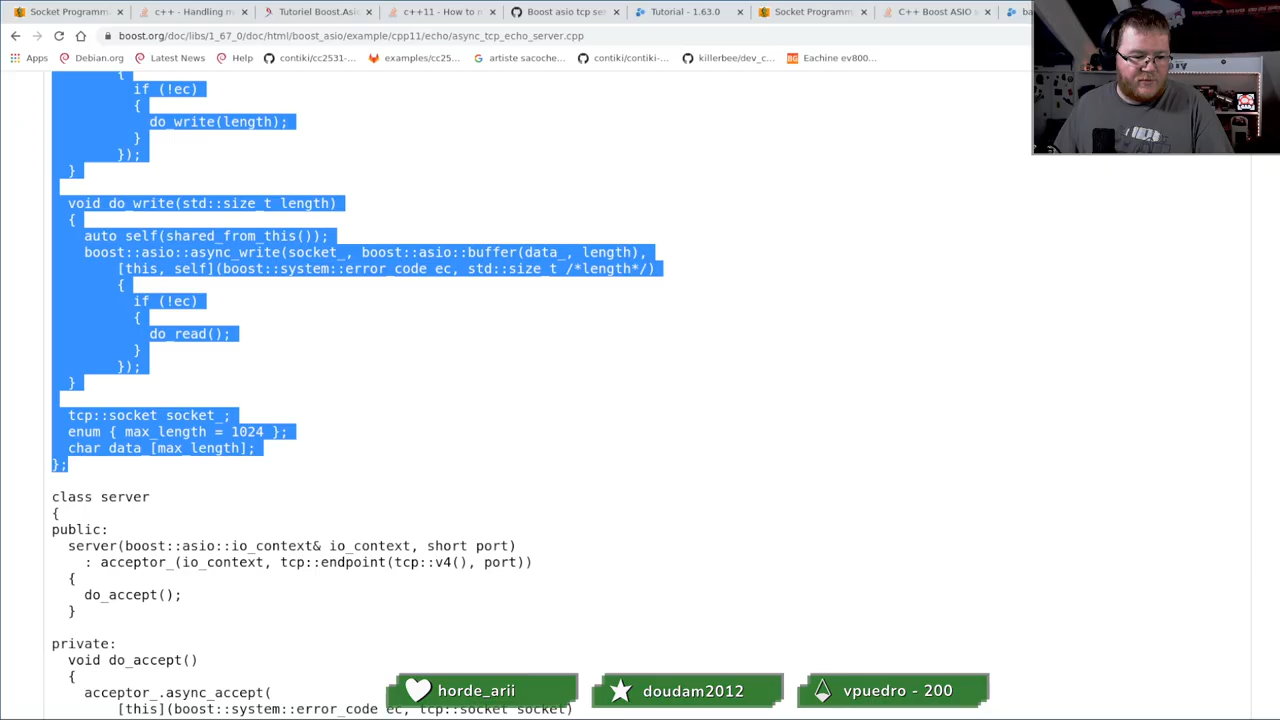 Socket Programm
c++ - Handling m
Tutoriel Boost.Asi
c++11 - How to m
Boost asio tcp se
Tutorial - 1.63.0
Socket Programm
C++ Boost ASIO s
boost.org/doc/libs/1_67_0/doc/html/boost_asio/example/cpp11/echo/async_tcp_echo_server.cpp
Apps
Debian.org
Latest News
Help
contiki/cc2531-...
examples/cc25...
artiste sacoche...
contiki/contiki-...
killerbee/dev_c...
Eachine ev800...
{
if (!ec)
{
do_write(length);
}
});
}
void do_write(std::size_t length)
{
auto self(shared_from_this());
boost::asio::async_write(socket_, boost::asio::buffer(data_, length),
[this, self](boost::system::error_code ec, std::size_t /*length*/)
{
if (!ec)
{
do_read();
}
});
}
tcp::socket socket_;
enum { max_length = 1024 };
char data_[max_length];
};
class server
{
public:
server(boost::asio::io_context& io_context, short port)
: acceptor_(io_context, tcp::endpoint(tcp::v4(), port))
{
do_accept();
}
private:
void do_accept()
{
acceptor_.async_accept(
[this](boost::system::error_code ec, tcp::socket socket)
horde_arii
doudam2012
vpuedro - 200